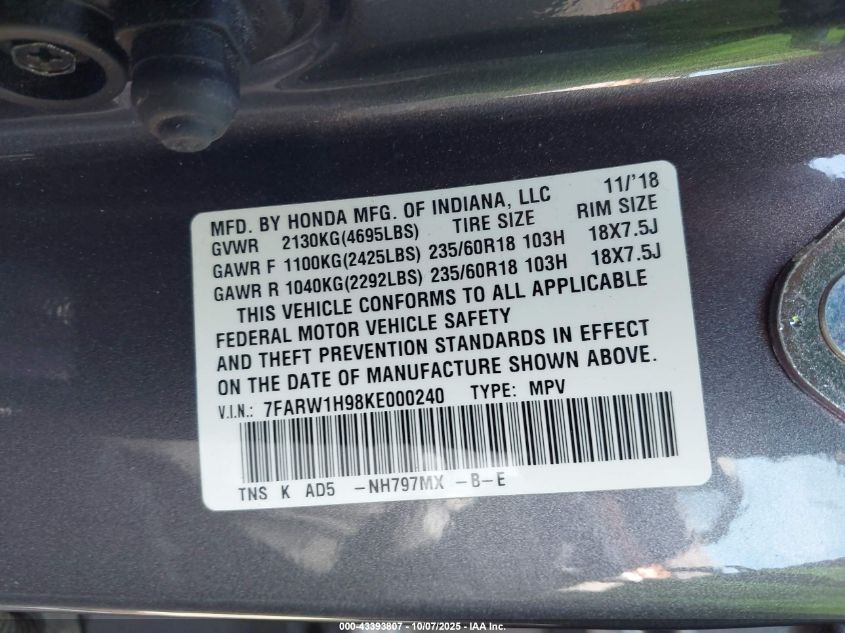 MFD. BY HONDA MFG. OF INDIANA, LLC 11/'18
GVWR 2130KG(4695LBS) TIRE SIZE RIM SIZE
GAWR F 1100KG(2425LBS) 235/60R18 103H 18X7.5J
GAWR R 1040KG(2292LBS) 235/60R18 103H 18X7.5J
THIS VEHICLE CONFORMS TO ALL APPLICABLE
FEDERAL MOTOR VEHICLE SAFETY
AND THEFT PREVENTION STANDARDS IN EFFECT
ON THE DATE OF MANUFACTURE SHOWN ABOVE.
V.I.N.: 7FARW1H98KE000240 TYPE: MPV
TNS K AD5 -NH797MX -B-E
000-43393807 - 10/07/2025 - IAA Inc.